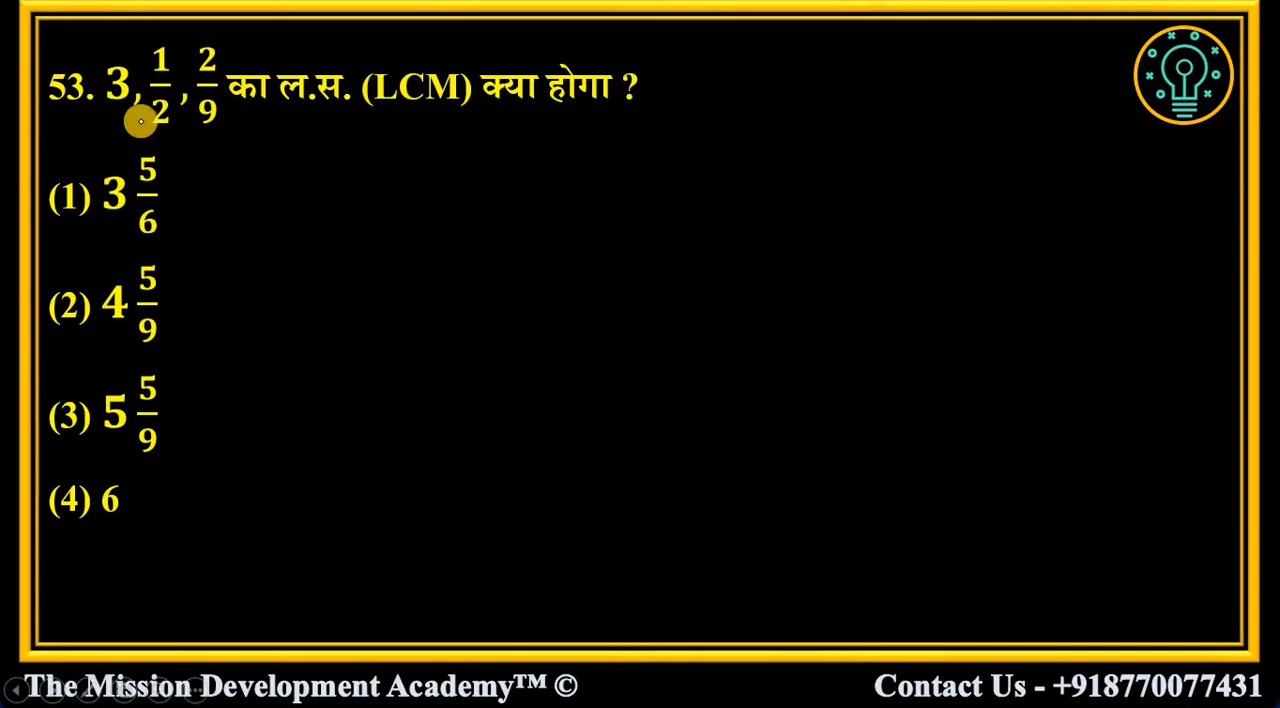 53. 3, 1/2, 2/9 का ल.स. (LCM) क्या होगा ?
(1) 3 5/6
(2) 4 5/9
(3) 5 5/9
(4) 6
The Mission Development Academy™ © Contact Us - +918770077431